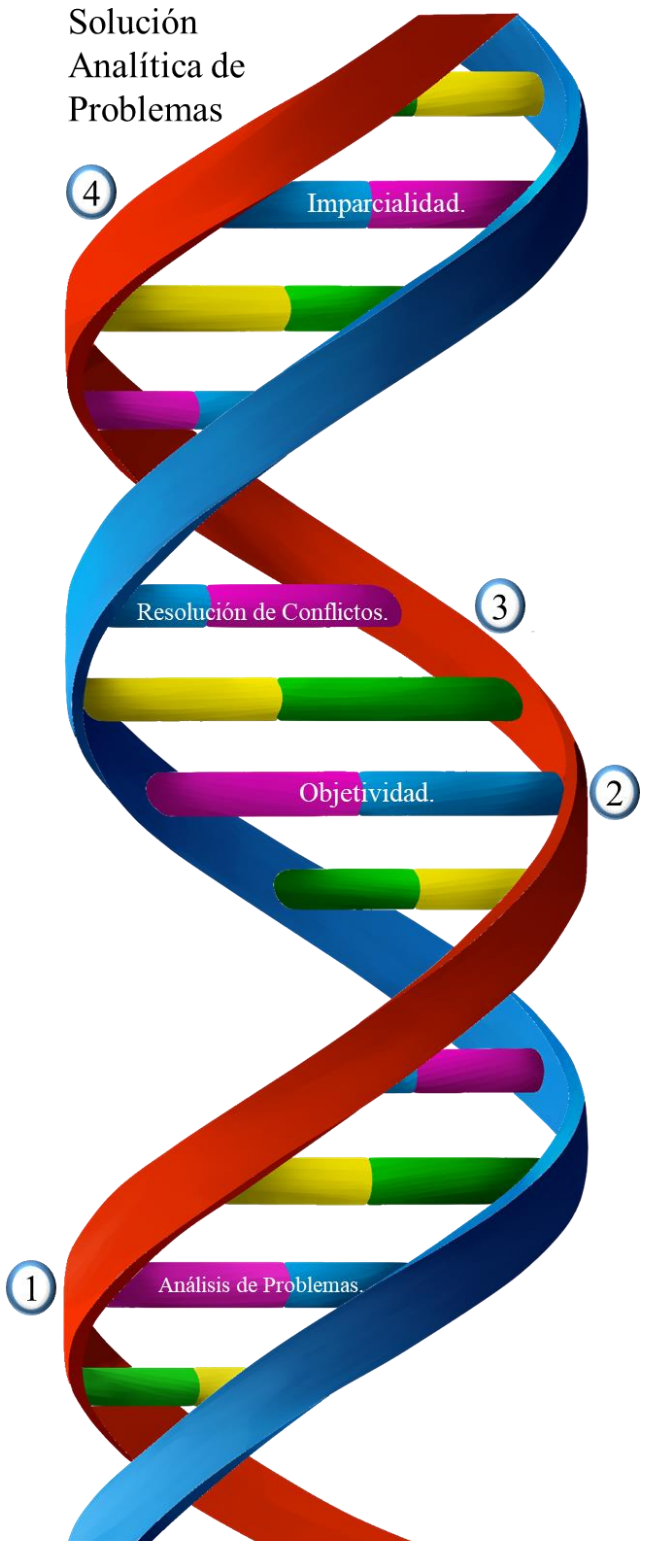 Solución
Analítica de
Problemas
4
Imparcialidad.
Resolución de Conflictos.
3
Objetividad.
2
1
Análisis de Problemas.